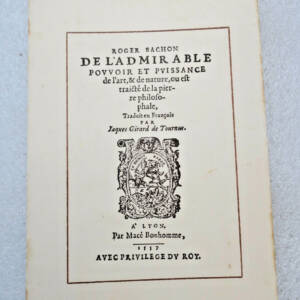 ROGER BACHON
DE L'ADMIRABLE
POVVOIR ET PVISSANCE
de l'art, & de nature, ou est
traicté de la pier-
re philoso-
phale,
Traduit en François
PAR
Jaques Girard de Tournus.
A LYON,
Par Macé Bonhomme,
1557
AVEC PRIVILEGE DV ROY.